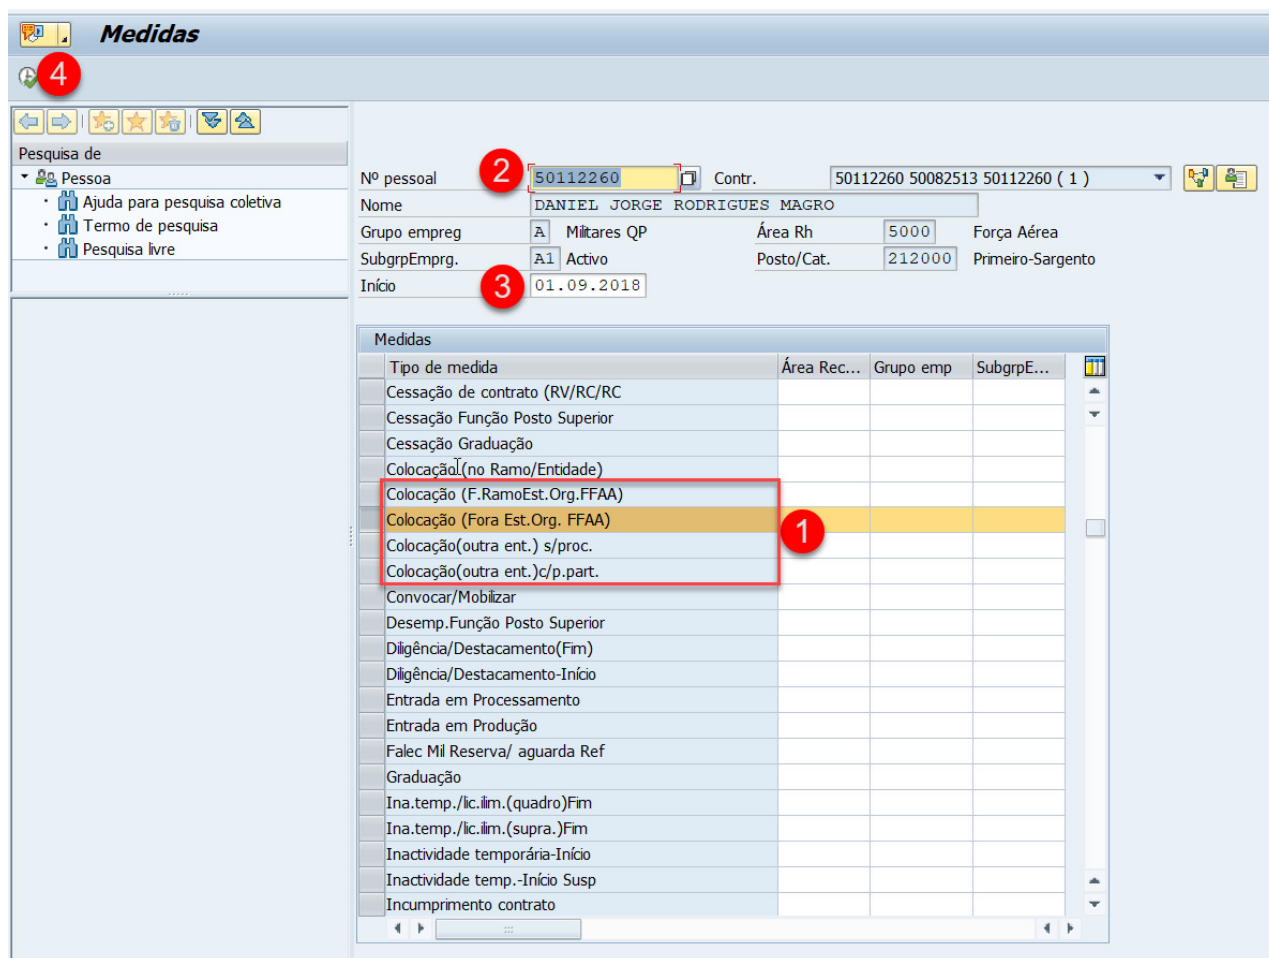 Medidas
4
Pesquisa de
Pessoa
Ajuda para pesquisa coletiva
Termo de pesquisa
Pesquisa livre
Nº pessoal 2 50112260 Contr. 50112260 50082513 50112260 ( 1 )
Nome DANIEL JORGE RODRIGUES MAGRO
Grupo empreg A Militares QP Área Rh 5000 Força Aérea
SubgrpEmprg. A1 Activo Posto/Cat. 212000 Primeiro-Sargento
Início 3 01.09.2018
Medidas
Tipo de medida Área Rec... Grupo emp SubgrpE...
Cessação de contrato (RV/RC/RC
Cessação Função Posto Superior
Cessação Graduação
Colocação (no Ramo/Entidade)
Colocação (F.RamoEst.Org.FFAA)
Colocação (Fora Est.Org. FFAA) 1
Colocação(outra ent.) s/proc.
Colocação(outra ent.)c/p.part.
Convocar/Mobilizar
Desemp.Função Posto Superior
Diligência/Destacamento(Fim)
Diligência/Destacamento-Início
Entrada em Processamento
Entrada em Produção
Falec Mil Reserva/ aguarda Ref
Graduação
Ina.temp./lic.ilim.(quadro)Fim
Ina.temp./lic.ilim.(supra.)Fim
Inactividade temporária-Início
Inactividade temp.-Início Susp
Incumprimento contrato